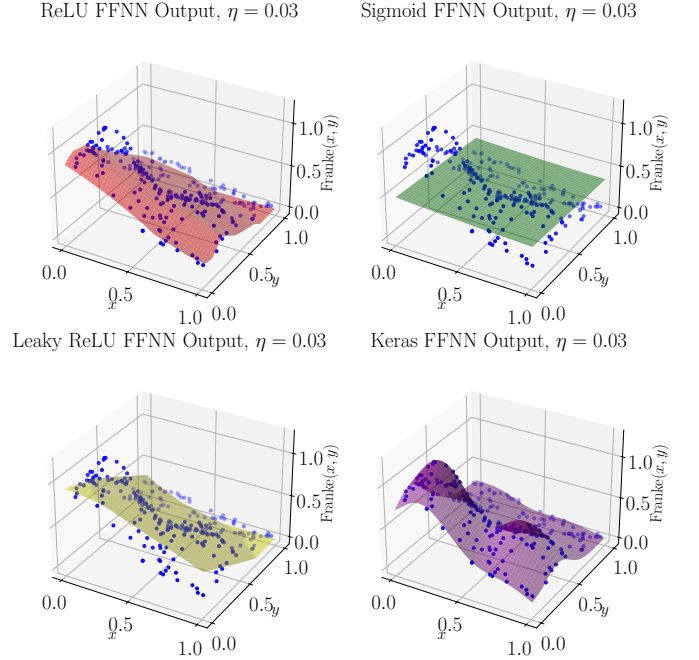 ReLU FFNN Output, η = 0.03
1.0
0.5
0.0
Franke(x, y)
0.0
0.5
1.0
x
0.0
0.5
1.0
y
Sigmoid FFNN Output, η = 0.03
1.0
0.5
0.0
Franke(x, y)
0.0
0.5
1.0
x
0.0
0.5
1.0
y
Leaky ReLU FFNN Output, η = 0.03
1.0
0.5
0.0
Franke(x, y)
0.0
0.5
1.0
x
0.0
0.5
1.0
y
Keras FFNN Output, η = 0.03
1.0
0.5
0.0
Franke(x, y)
0.0
0.5
1.0
x
0.0
0.5
1.0
y